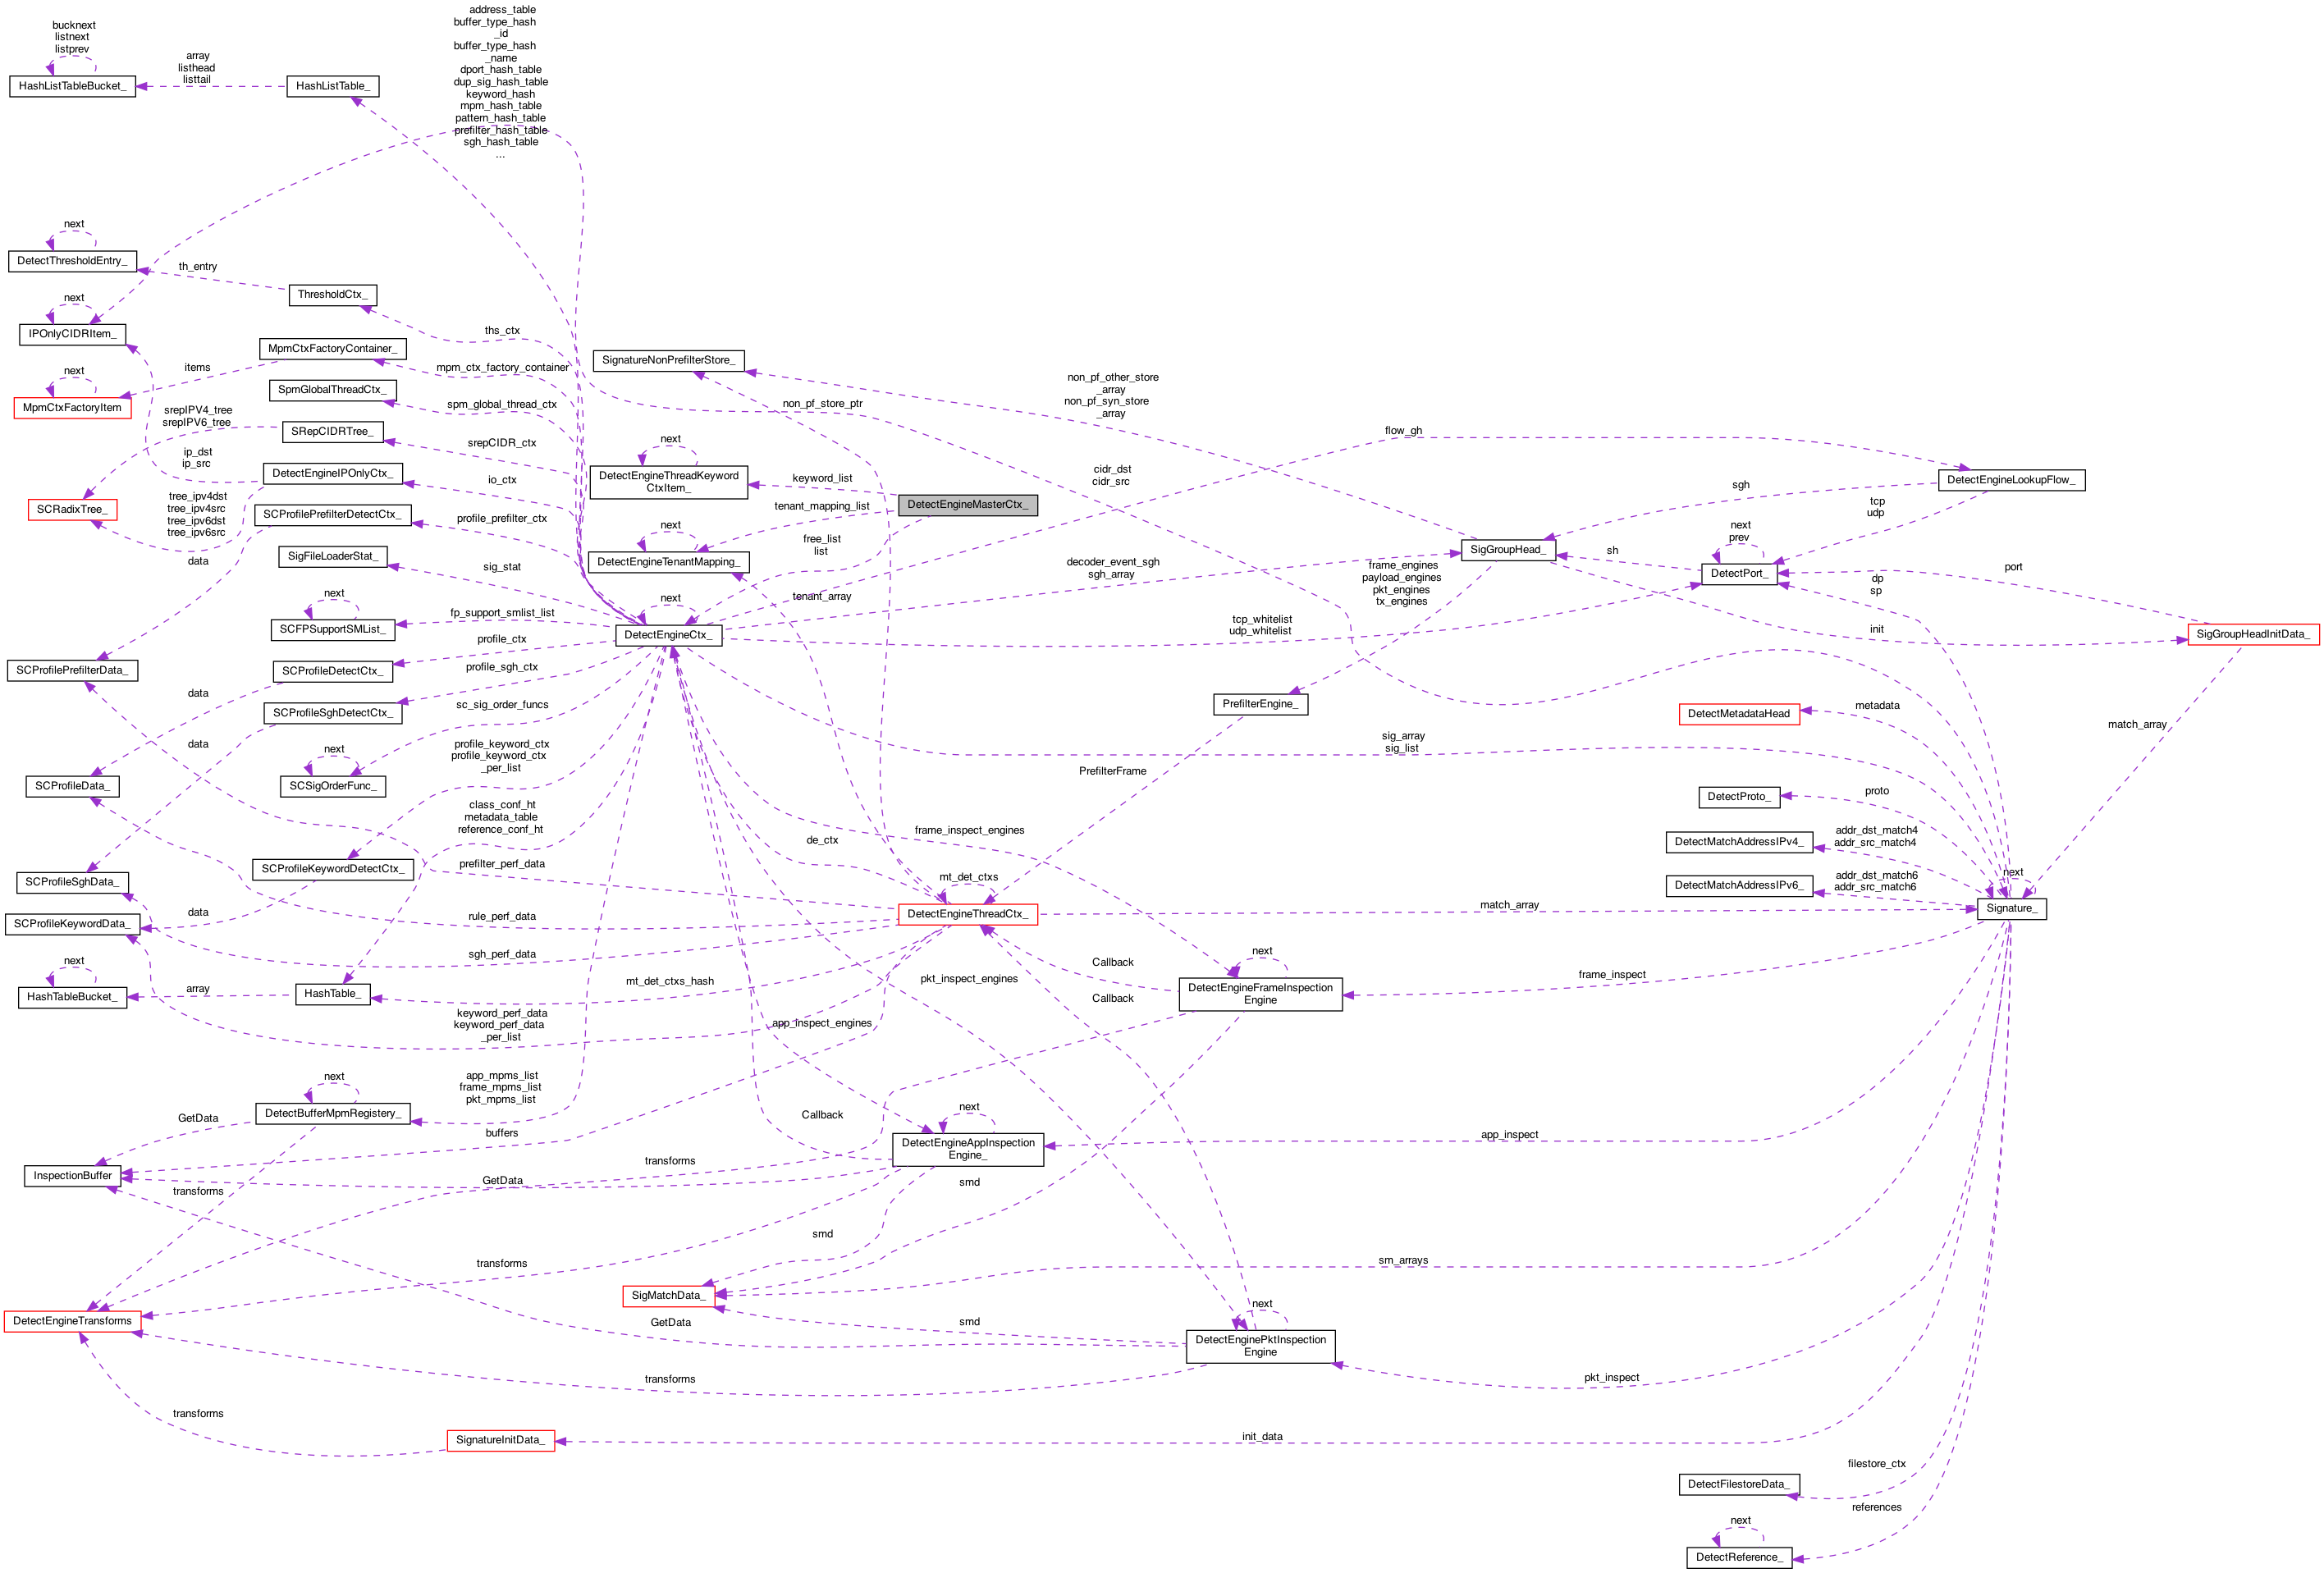 address_table
buffer_type_hash
_id
buffer_type_hash
_name
dport_hash_table
dup_sig_hash_table
keyword_hash
mpm_hash_table
pattern_hash_table
prefilter_hash_table
sgh_hash_table
...
bucknext
listnext
listprev
array
listhead
listtail
HashListTableBucket_
HashListTable_
next
DetectThresholdEntry_
th_entry
ThresholdCtx_
next
IPOnlyCIDRItem_
ths_ctx
MpmCtxFactoryContainer_
items
next
MpmCtxFactoryItem
mpm_ctx_factory_container
SpmGlobalThreadCtx_
spm_global_thread_ctx
srepIPV4_tree
srepIPV6_tree
SRepCIDRTree_
srepCIDR_ctx
ip_dst
ip_src
DetectEngineIPOnlyCtx_
io_ctx
SCRadixTree_
tree_ipv4dst
tree_ipv4src
tree_ipv6dst
tree_ipv6src
SCProfilePrefilterDetectCtx_
profile_prefilter_ctx
data
SigFileLoaderStat_
sig_stat
next
SCFPSupportSMList_
fp_support_smlist_list
SCProfilePrefilterData_
SCProfileDetectCtx_
profile_ctx
data
SCProfileSghDetectCtx_
profile_sgh_ctx
sc_sig_order_funcs
data
next
SCSigOrderFunc_
SCProfileData_
profile_keyword_ctx
profile_keyword_ctx
_per_list
class_conf_ht
metadata_table
reference_conf_ht
SCProfileKeywordDetectCtx_
prefilter_perf_data
SCProfileSghData_
SCProfileKeywordData_
data
rule_perf_data
sgh_perf_data
next
HashTableBucket_
array
HashTable_
mt_det_ctxs_hash
keyword_perf_data
keyword_perf_data
_per_list
app_mpms_list
frame_mpms_list
pkt_mpms_list
next
DetectBufferMpmRegistery_
GetData
buffers
InspectionBuffer
transforms
transforms
GetData
transforms
DetectEngineTransforms
transforms
GetData
transforms
SignatureInitData_
SignatureNonPrefilterStore_
non_pf_store_ptr
next
DetectEngineThreadKeyword
CtxItem_
keyword_list
DetectEngineMasterCtx_
tenant_mapping_list
next
DetectEngineTenantMapping_
free_list
list
tenant_array
next
DetectEngineCtx_
de_ctx
mt_det_ctxs
DetectEngineThreadCtx_
frame_inspect_engines
pkt_inspect_engines
app_inspect_engines
Callback
next
DetectEngineAppInspection
Engine_
smd
smd
SigMatchData_
smd
non_pf_other_store
_array
non_pf_syn_store
_array
flow_gh
cidr_dst
cidr_src
decoder_event_sgh
sgh_array
frame_engines
payload_engines
pkt_engines
tx_engines
tcp_whitelist
udp_whitelist
PrefilterEngine_
PrefilterFrame
sig_array
sig_list
match_array
Callback
Callback
next
DetectEngineFrameInspection
Engine
frame_inspect
app_inspect
sm_arrays
next
DetectEnginePktInspection
Engine
pkt_inspect
init_data
SigGroupHead_
sh
sgh
next
prev
DetectPort_
DetectEngineLookupFlow_
tcp
udp
dp
sp
port
init
SigGroupHeadInitData_
match_array
DetectMetadataHead
metadata
DetectProto_
proto
DetectMatchAddressIPv4_
addr_dst_match4
addr_src_match4
DetectMatchAddressIPv6_
addr_dst_match6
addr_src_match6
next
Signature_
DetectFilestoreData_
filestore_ctx
references
next
DetectReference_